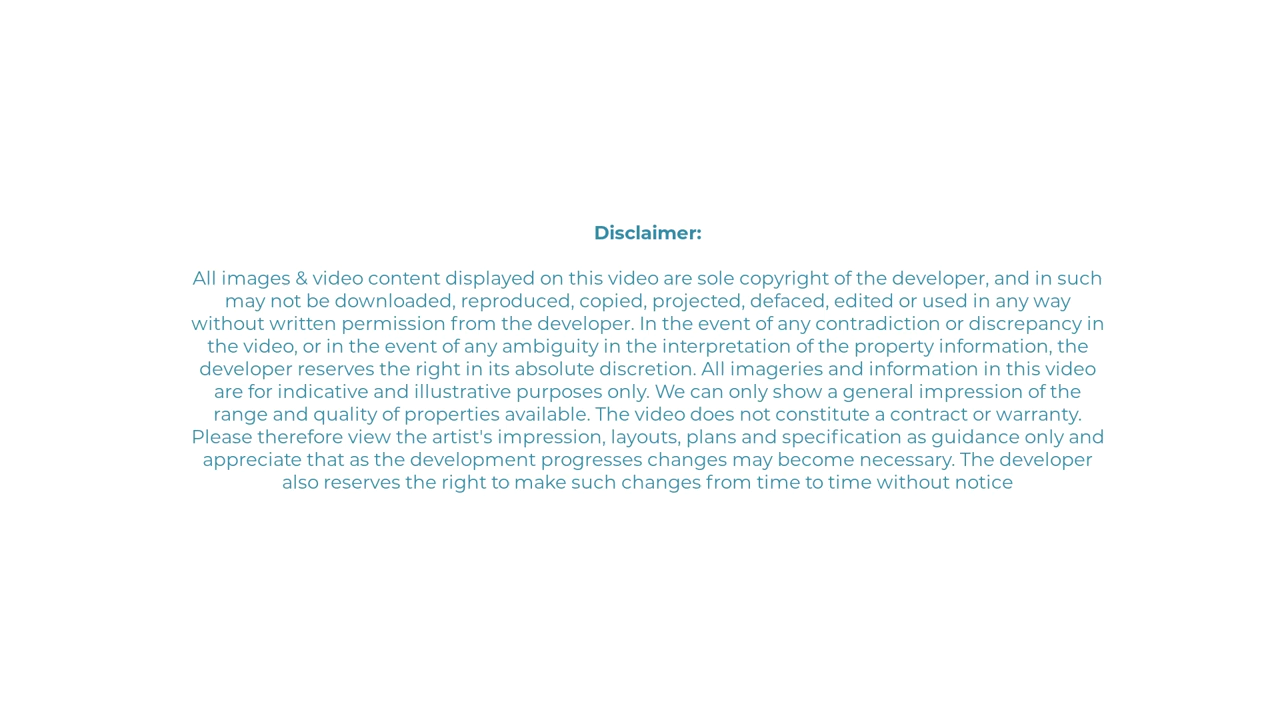 Disclaimer:
All images & video content displayed on this video are sole copyright of the developer, and in such
may not be downloaded, reproduced, copied, projected, defaced, edited or used in any way
without written permission from the developer. In the event of any contradiction or discrepancy in
the video, or in the event of any ambiguity in the interpretation of the property information, the
developer reserves the right in its absolute discretion. All imageries and information in this video
are for indicative and illustrative purposes only. We can only show a general impression of the
range and quality of properties available. The video does not constitute a contract or warranty.
Please therefore view the artist's impression, layouts, plans and specification as guidance only and
appreciate that as the development progresses changes may become necessary. The developer
also reserves the right to make such changes from time to time without notice